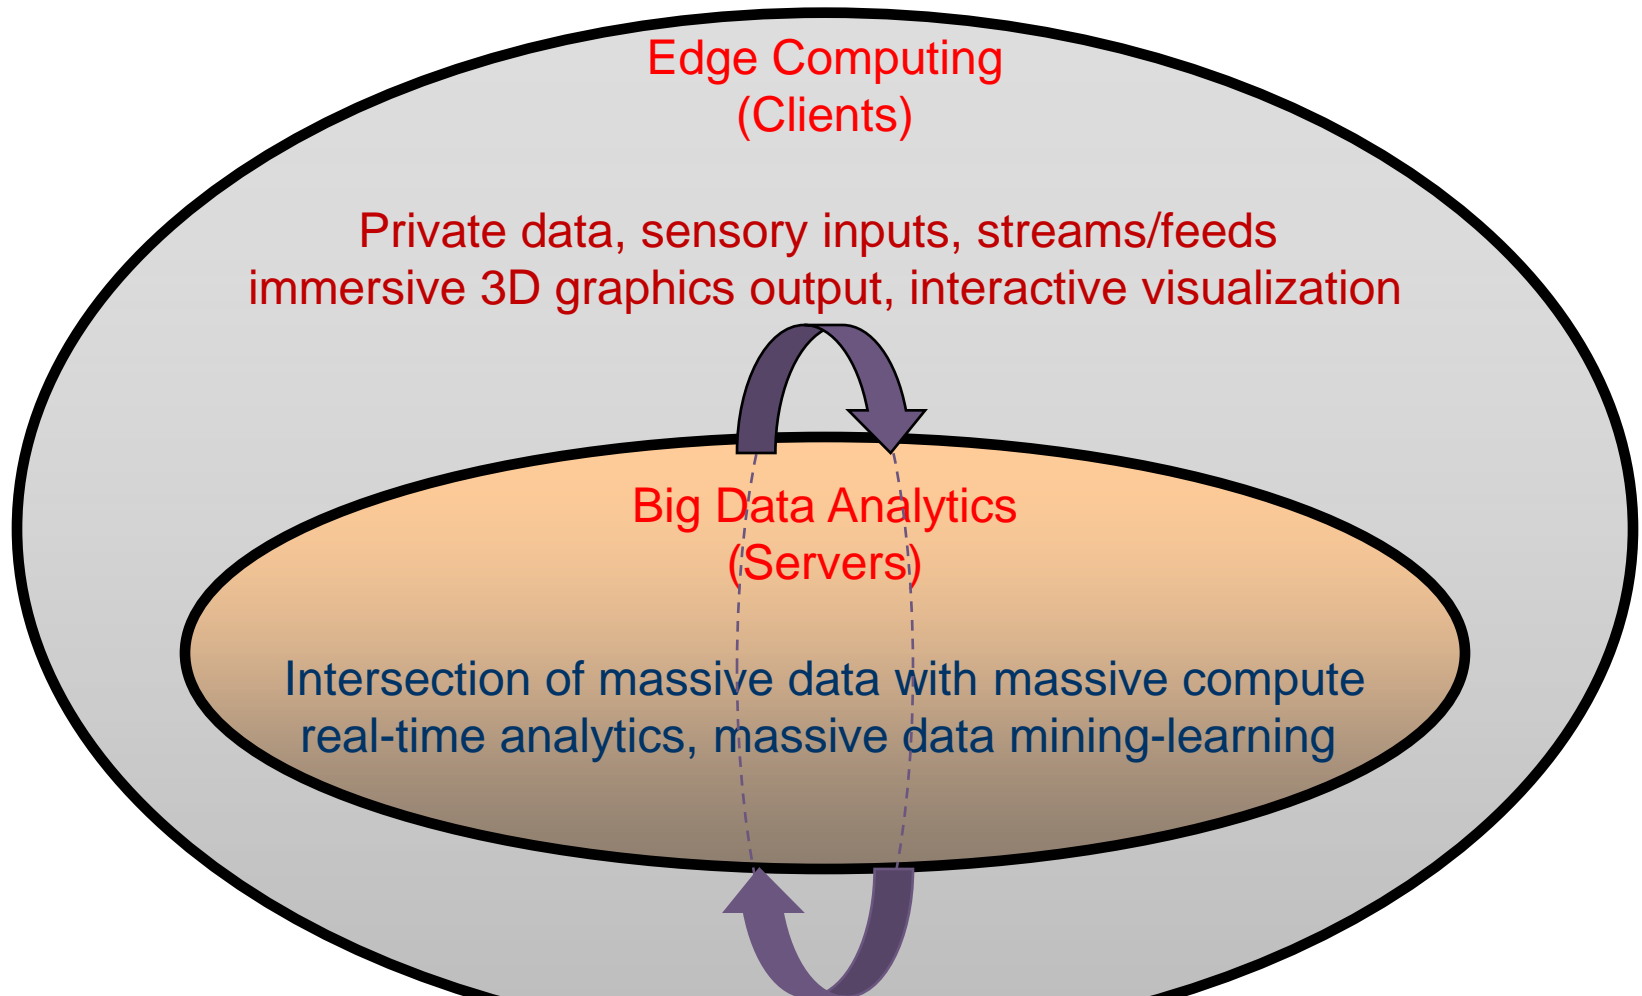 Edge Computing
(Clients)
Private data, sensory inputs, streams/feeds
immersive 3D graphics output, interactive visualization
Big Data Analytics
(Servers)
Intersection of massive data with massive compute
real-time analytics, massive data mining-learning